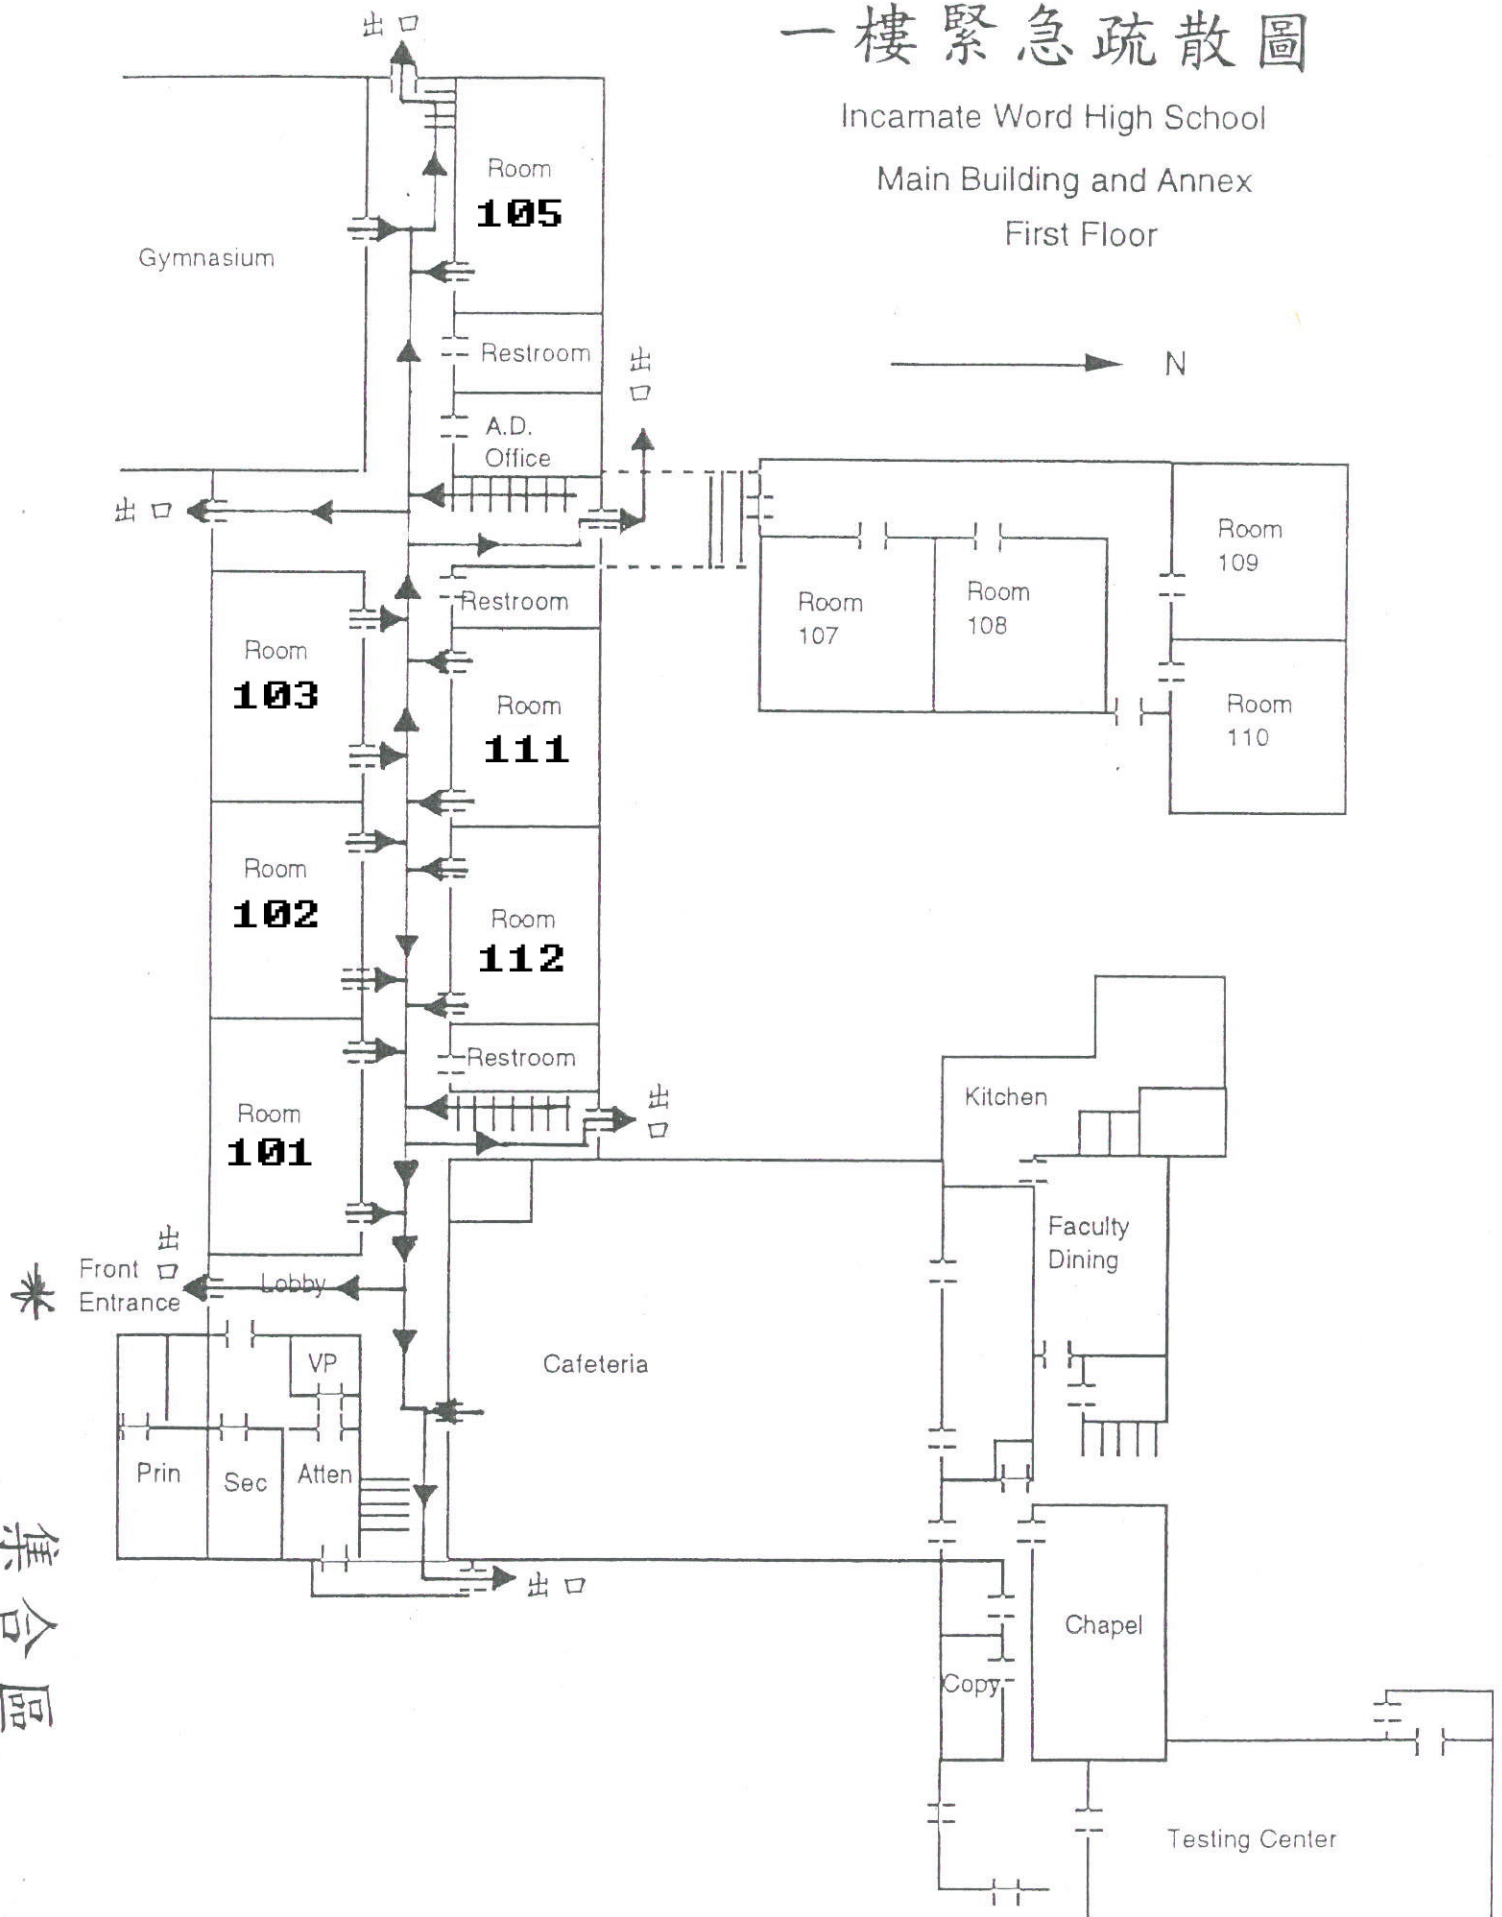 一樓緊急疏散圖
Incarnate Word High School
Main Building and Annex
First Floor
N
出口
Room
105
Gymnasium
Restroom
出口
A.D.
Office
出口
Room
109
Room
107
Room
108
Restroom
Room
103
Room
111
Room
110
Room
102
Room
112
Restroom
Kitchen
出口
Room
101
Faculty
Dining
出口
Front
Entrance
Lobby
VP
Cafeteria
Prin
Sec
Atten
出口
集合區
Chapel
Copy
Testing Center